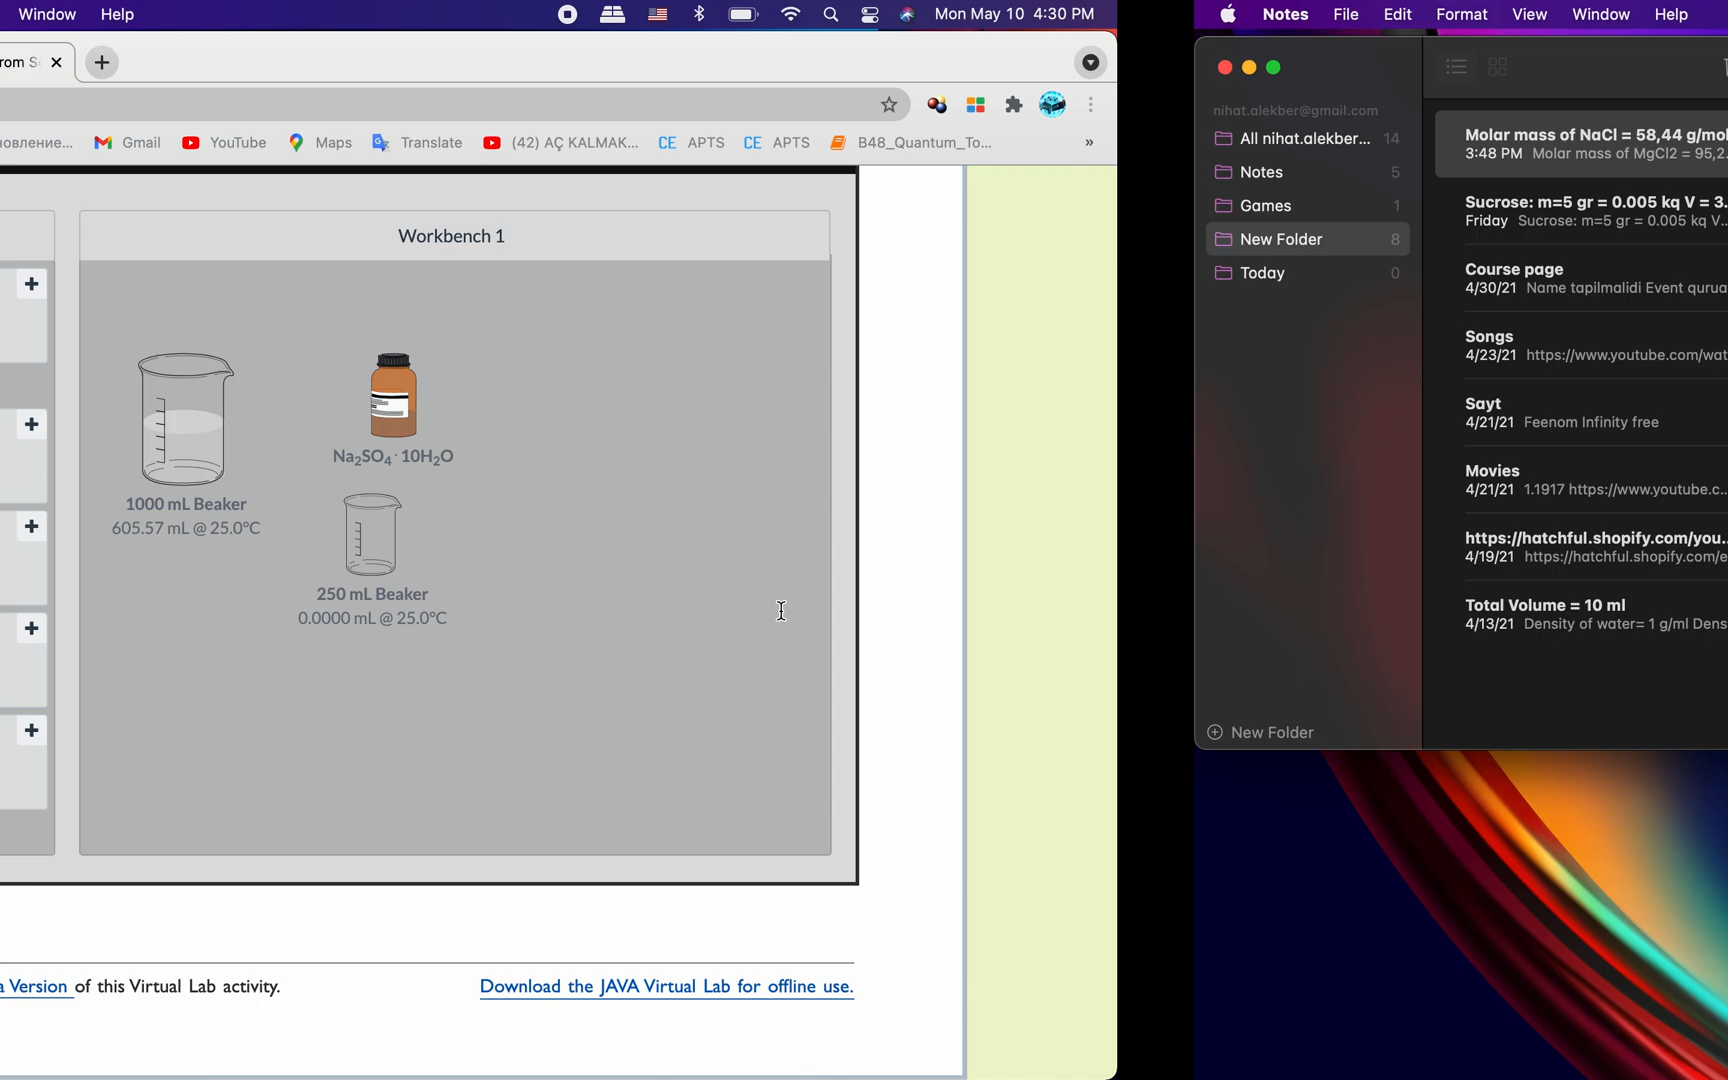 Window Help Mon May 10 4:30 PM
rom S
новление... Gmail YouTube Maps Translate (42) AÇ KALMAK... CE APTS CE APTS B48_Quantum_To... »
Workbench 1
1000 mL Beaker
605.57 mL @ 25.0°C
Na₂SO₄ · 10H₂O
250 mL Beaker
0.0000 mL @ 25.0°C
a Version of this Virtual Lab activity.
Download the JAVA Virtual Lab for offline use.
Notes File Edit Format View Window Help
nihat.alekber@gmail.com
All nihat.alekber... 14
Notes 5
Games 1
New Folder 8
Today 0
New Folder
Molar mass of NaCl = 58,44 g/mol
3:48 PM Molar mass of MgCl2 = 95,2...
Sucrose: m=5 gr = 0.005 kq V = 3.
Friday Sucrose: m=5 gr = 0.005 kq V...
Course page
4/30/21 Name tapilmalidi Event qurua
Songs
4/23/21 https://www.youtube.com/wat
Sayt
4/21/21 Feenom Infinity free
Movies
4/21/21 1.1917 https://www.youtube.c...
https://hatchful.shopify.com/you..
4/19/21 https://hatchful.shopify.com/e
Total Volume = 10 ml
4/13/21 Density of water= 1 g/ml Dens